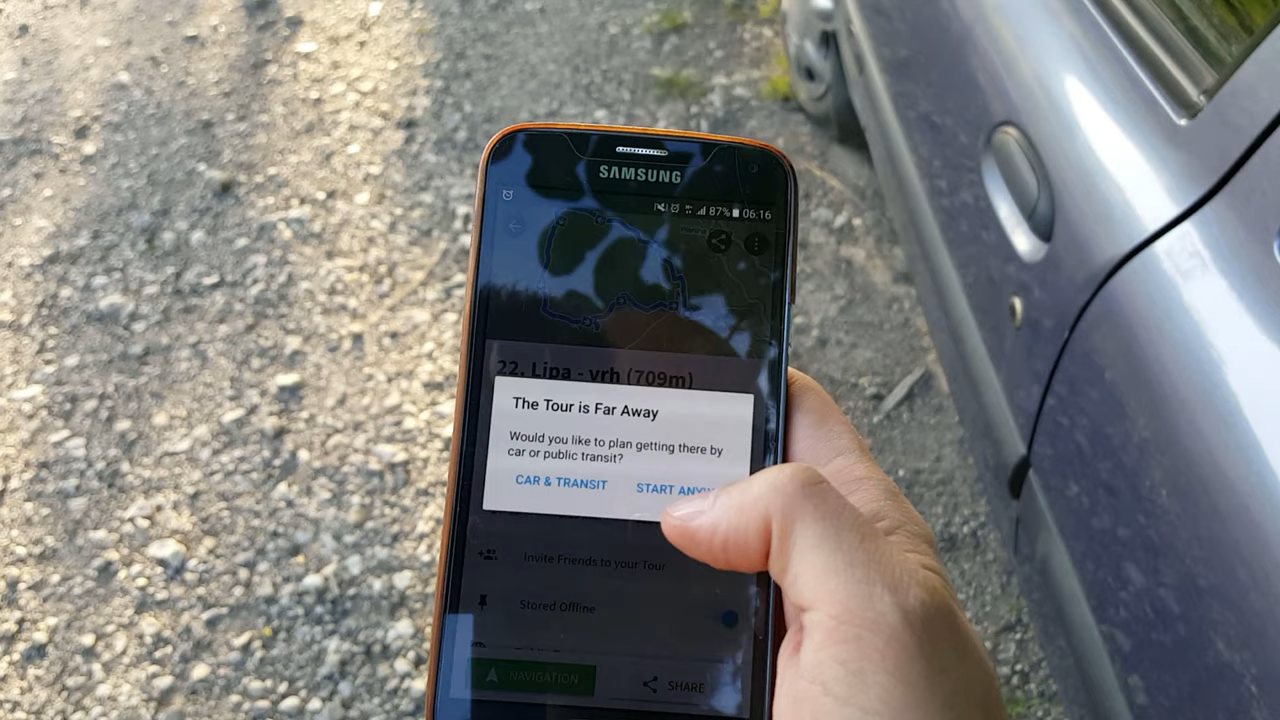 SAMSUNG
87% 06:16
22. Lipa - vrh (709m)
The Tour is Far Away
Would you like to plan getting there by
car or public transit?
CAR & TRANSIT START
Invite Friends to your Tour
Stored Offline
NAVIGATION SHARE